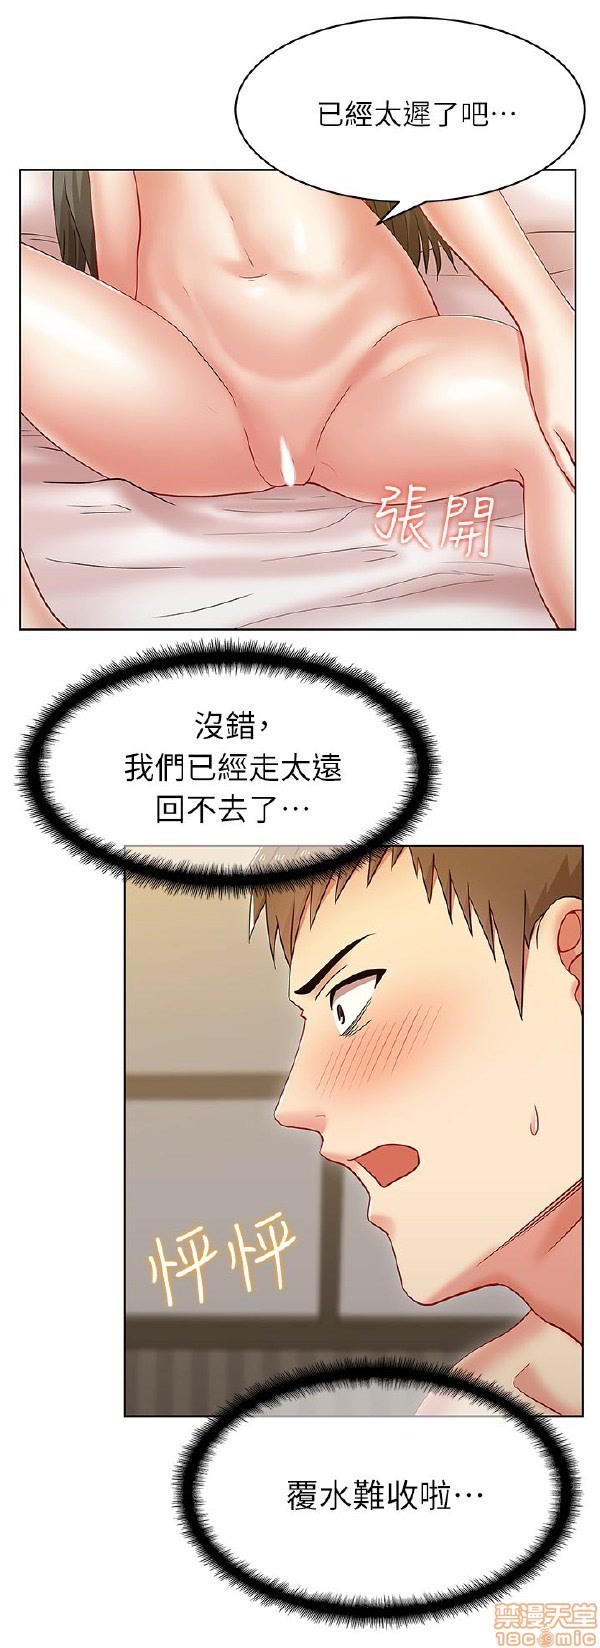 已經太遲了吧…
張開
沒錯，
我們已經走太遠
回不去了…
怦怦
覆水難收啦…
禁漫天堂
18comic